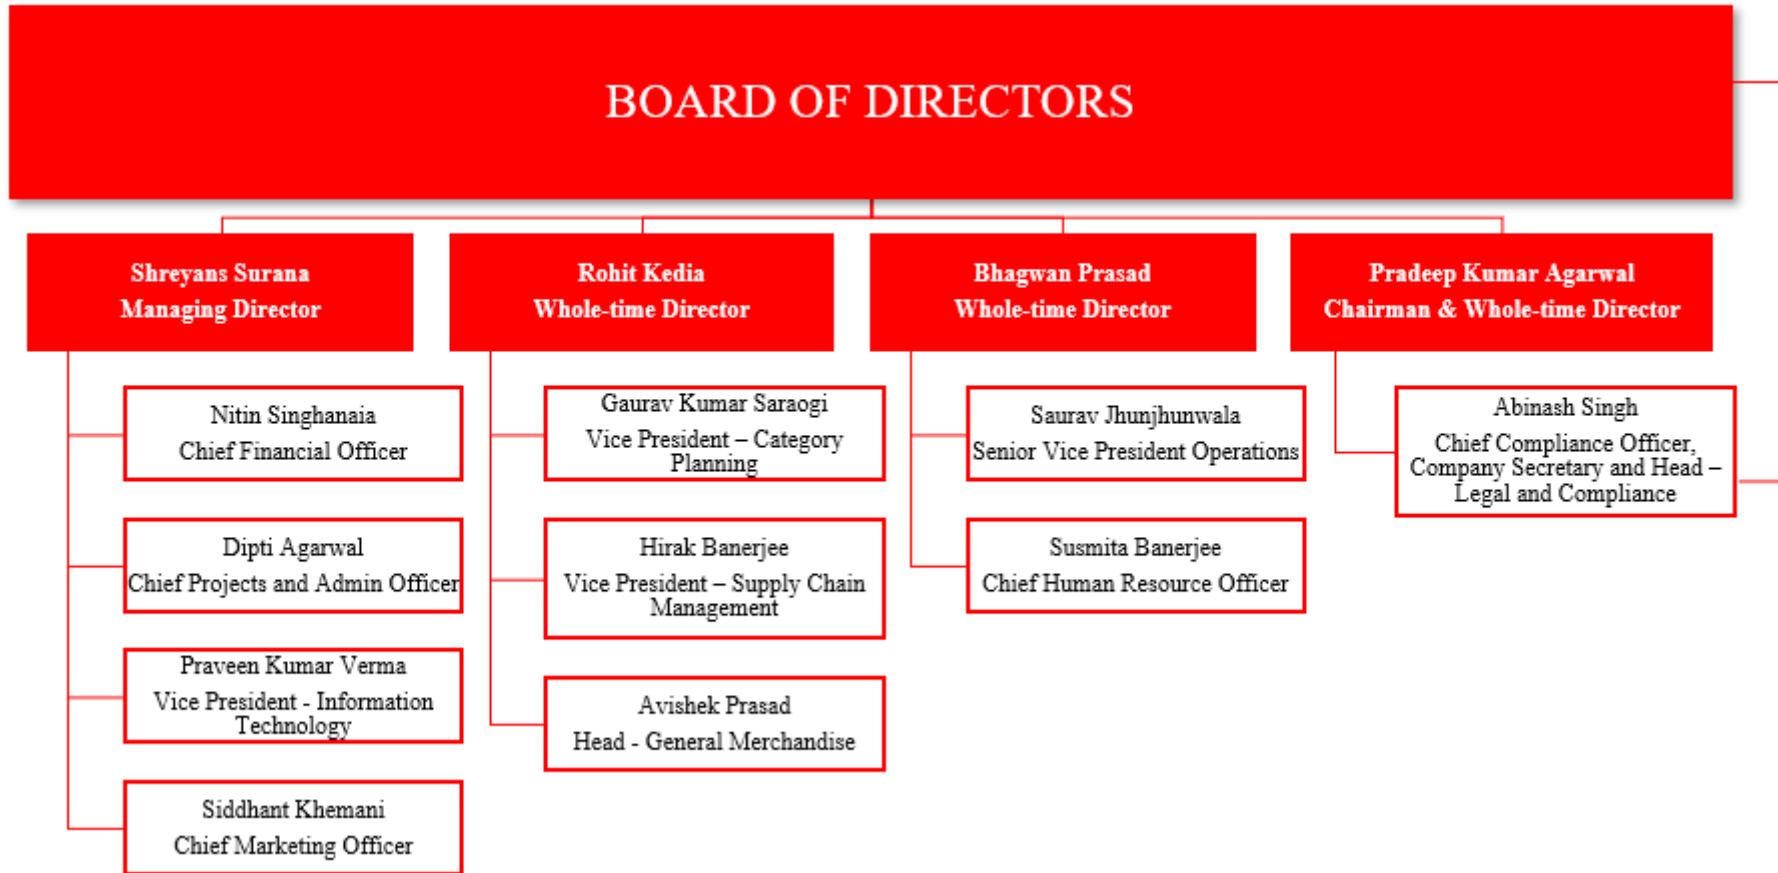 BOARD OF DIRECTORS
Shreyans Surana
Managing Director
Nitin Singhanaia
Chief Financial Officer
Dipti Agarwal
Chief Projects and Admin Officer
Praveen Kumar Verma
Vice President - Information
Technology
Siddhant Khemani
Chief Marketing Officer
Rohit Kedia
Whole-time Director
Gaurav Kumar Saraogi
Vice President – Category
Planning
Hirak Banerjee
Vice President – Supply Chain
Management
Avishek Prasad
Head - General Merchandise
Bhagwan Prasad
Whole-time Director
Saurav Jhunjhunwala
Senior Vice President Operations
Susmita Banerjee
Chief Human Resource Officer
Pradeep Kumar Agarwal
Chairman & Whole-time Director
Abinash Singh
Chief Compliance Officer,
Company Secretary and Head –
Legal and Compliance